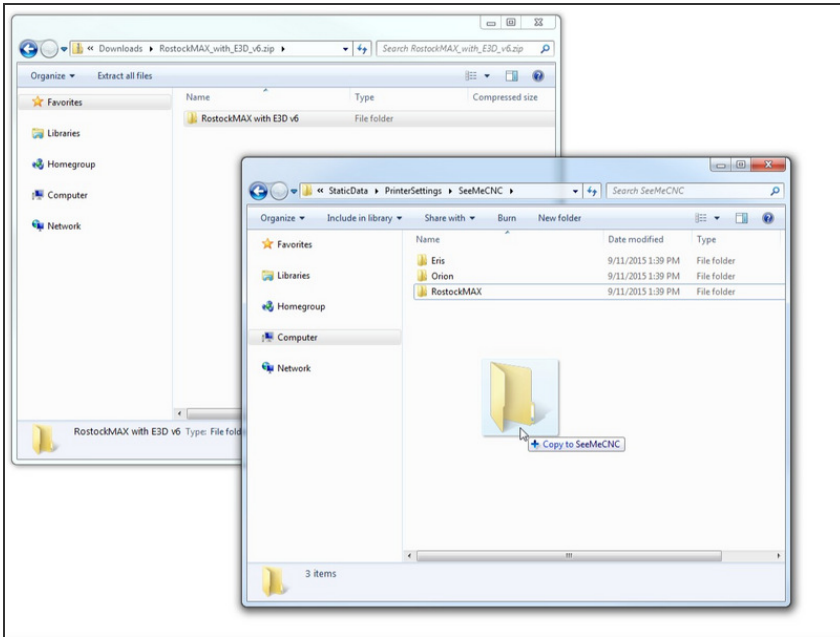 « Downloads ▸ RostockMAX_with_E3D_v6.zip ▸
Search RostockMAX_with_E3D_v6.zip
Organize ▾ Extract all files
Favorites
Libraries
Homegroup
Computer
Network
Name Type Compressed size
RostockMAX with E3D v6 File folder
RostockMAX with E3D v6 Type: File fold
« StaticData ▸ PrinterSettings ▸ SeeMeCNC ▸
Search SeeMeCNC
Organize ▾ Include in library ▾ Share with ▾ Burn New folder
Favorites
Libraries
Homegroup
Computer
Network
Name Date modified Type
Eris 9/11/2015 1:39 PM File folder
Orion 9/11/2015 1:39 PM File folder
RostockMAX 9/11/2015 1:39 PM File folder
Copy to SeeMeCNC
3 items